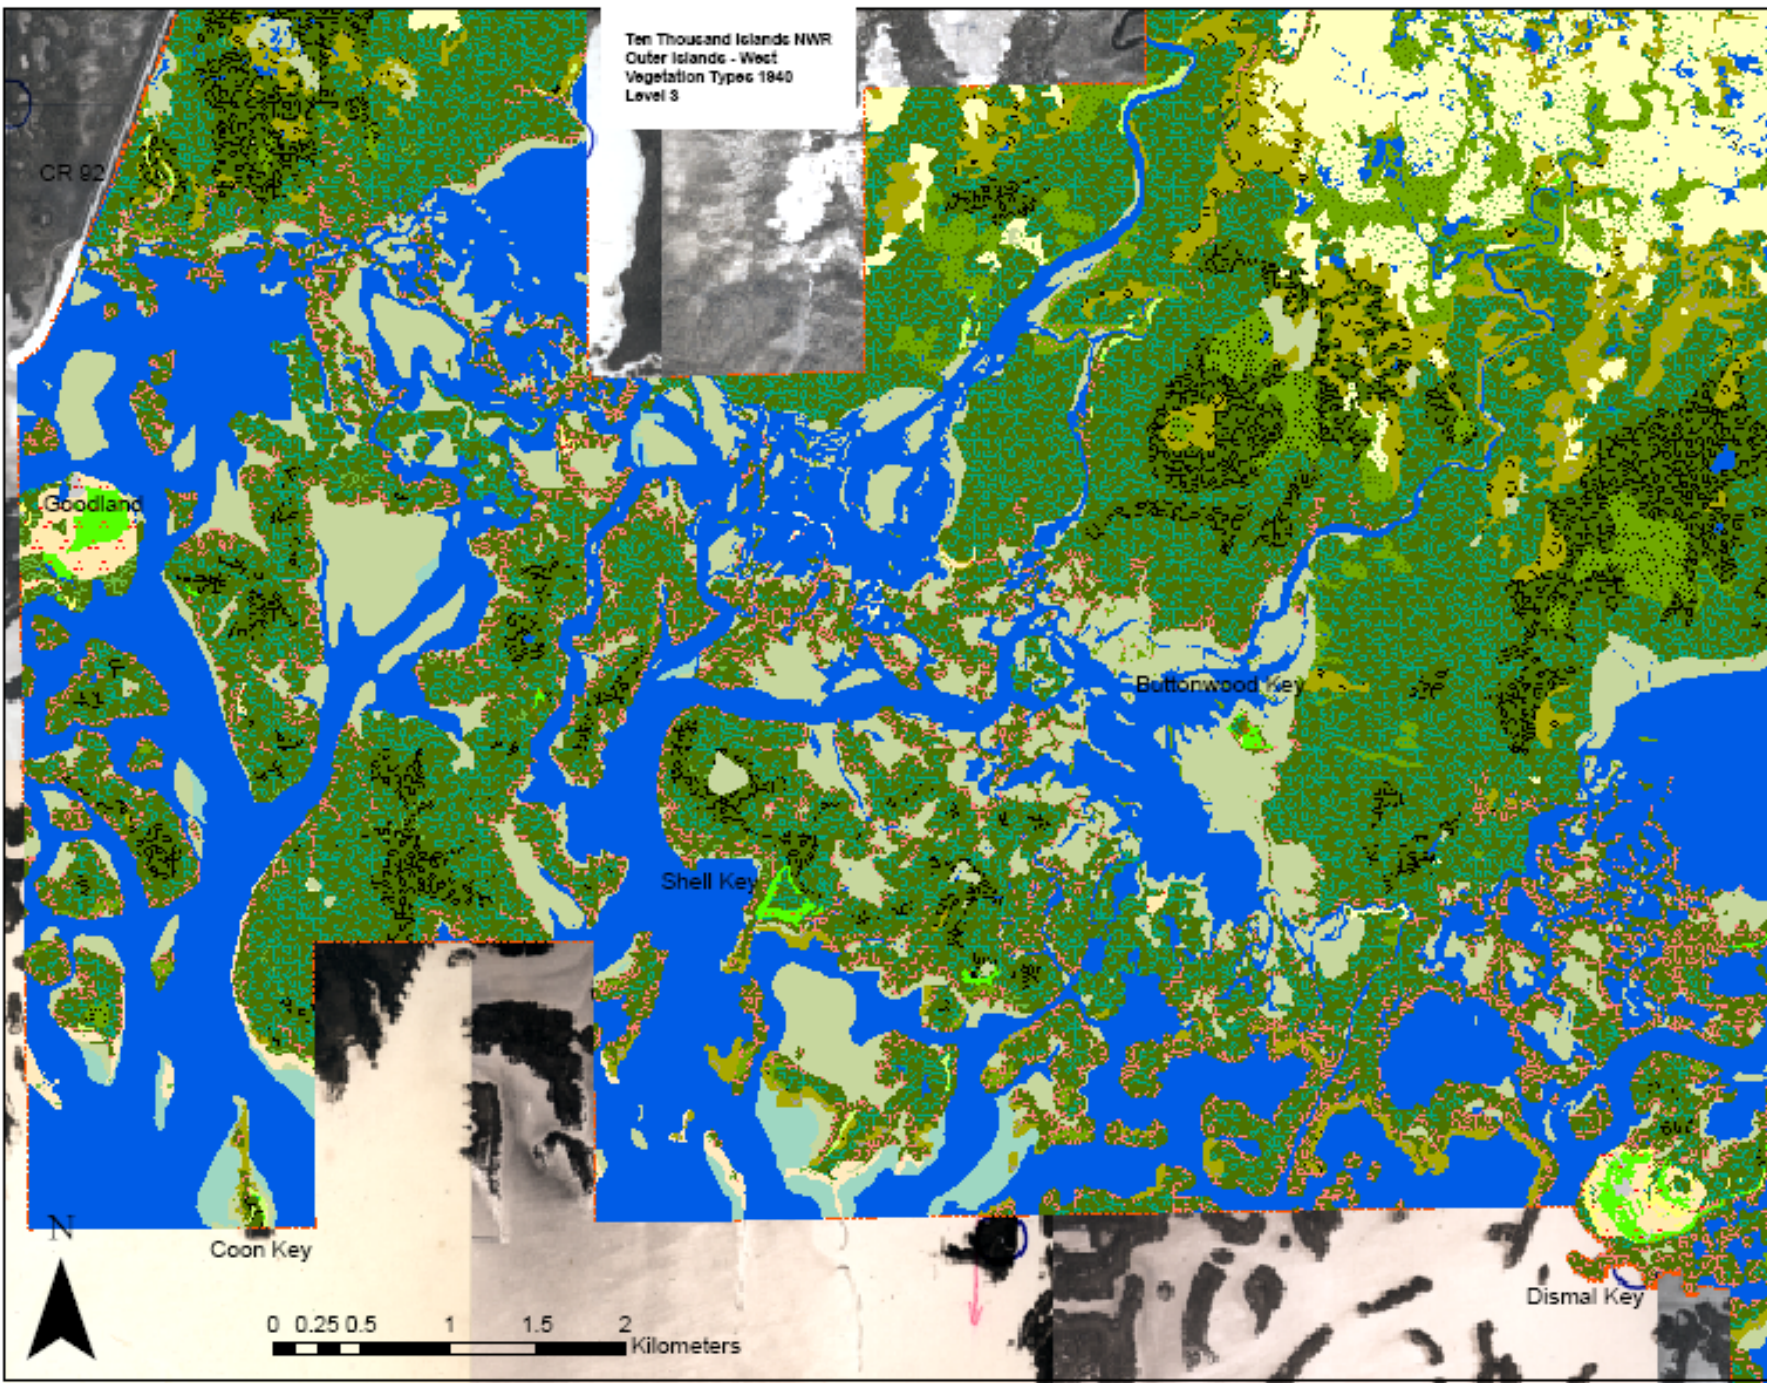 Ten Thousand Islands NWR
Outer Islands - West
Vegetation Types 1940
Level 3
CR 92
Goodland
Buttonwood Key
Shell Key
N
Coon Key
Dismal Key
0 0.25 0.5 1 1.5 2
Kilometers